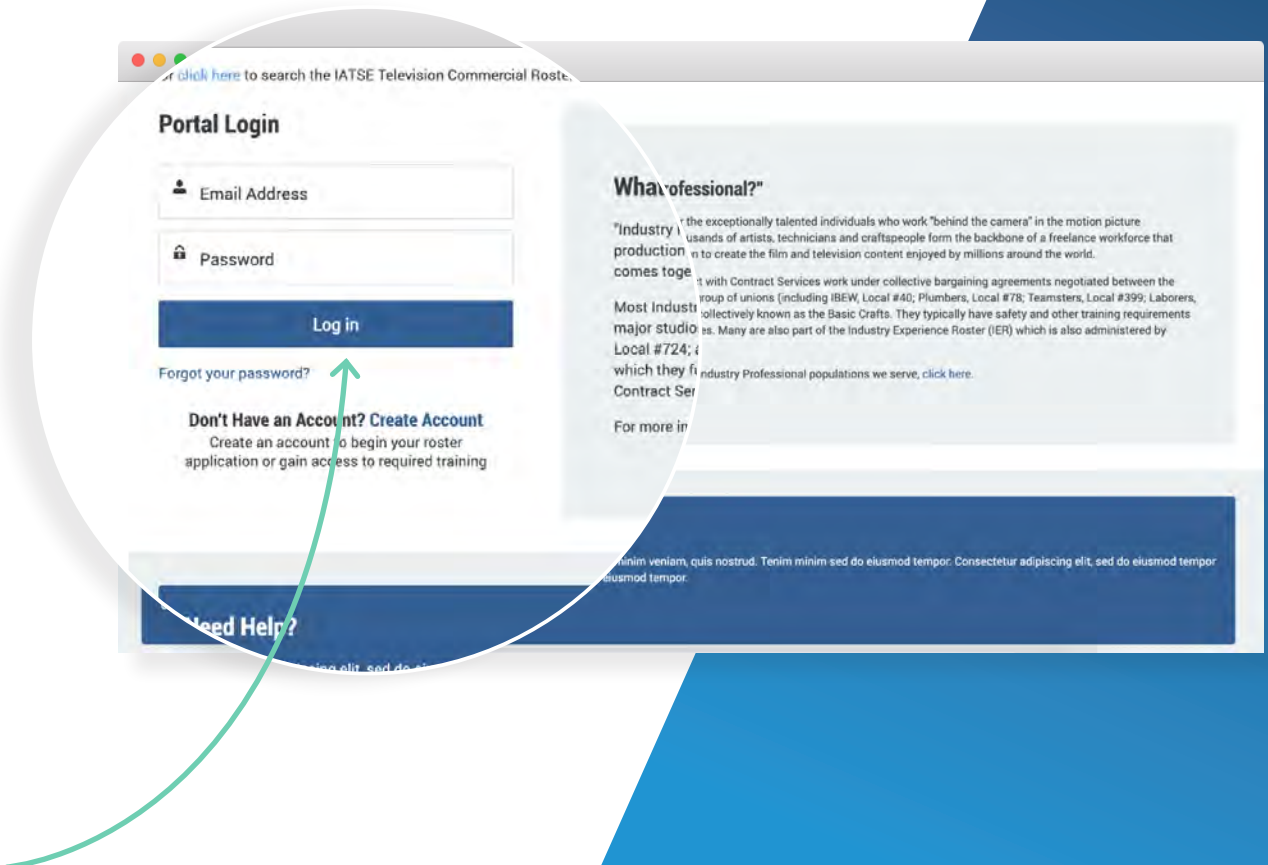 click here to search the IATSE Television Commercial
Portal Login
Email Address
Password
Log in
Forgot your password?
Don't Have an Account? Create Account
Create an account to begin your roster
application or gain access to required training
ofessional?"
"Industry
production
comes toge
Most Industr
major studio
Local #724;
which they
Contract Ser
For more in
the exceptionally talented individuals who work "behind the camera" in the motion picture
usands of artists, technicians and craftspeople form the backbone of a freelance workforce that
to create the film and television content enjoyed by millions around the world.
with Contract Services work under collective bargaining agreements negotiated between the
roup of unions (including IBEW, Local #40; Plumbers, Local #78; Teamsters, Local #399; Laborers,
ollectively known as the Basic Crafts. They typically have safety and other training requirements
es. Many are also part of the Industry Experience Roster (IER) which is also administered by
ndustry Professional populations we serve, click here.
minim veniam, quis nostrud. Tenim minim sed do eiusmod tempor. Consectetur adipiscing elit, sed do eiusmod tempor
eiusmod tempor.
Need Help?
elit, sed do